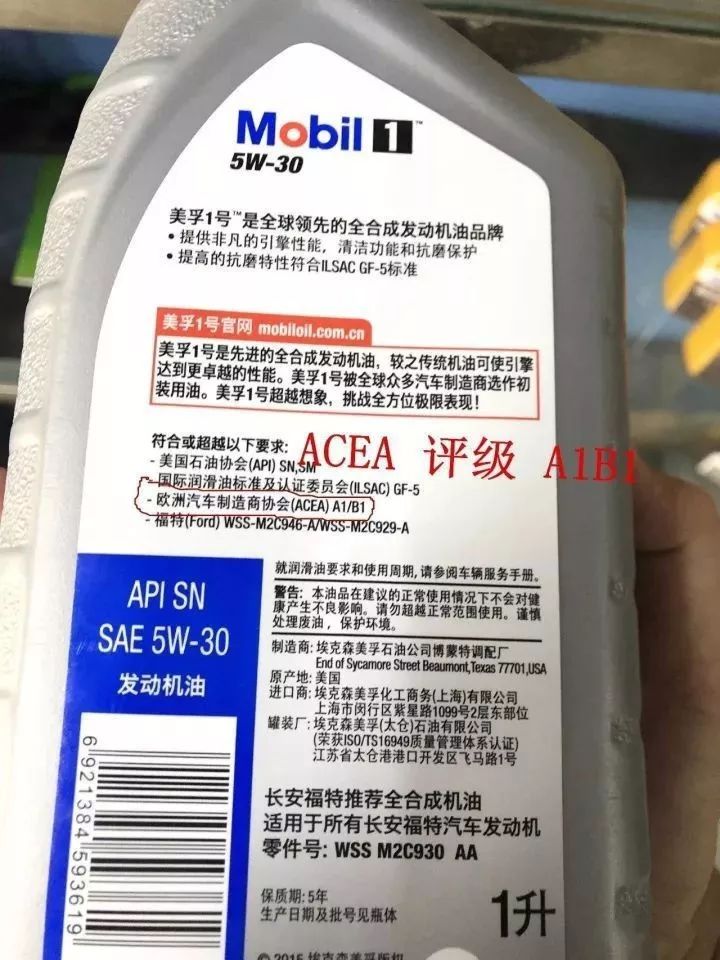 Mobil 1™
5W-30
美孚1号™是全球领先的全合成发动机油品牌
• 提供非凡的引擎性能，清洁功能和抗磨保护
• 提高的抗磨特性符合ILSAC GF-5标准
美孚1号官网 mobiloil.com.cn
美孚1号是先进的全合成发动机油，较之传统机油可使引擎
达到更卓越的性能。美孚1号被全球众多汽车制造商选作初
装用油。美孚1号超越想象，挑战全方位极限表现！
符合或超越以下要求：
ACEA 评级 A1B1
- 美国石油协会(API) SN,SM
- 国际润滑油标准及认证委员会(ILSAC) GF-5
- 欧洲汽车制造商协会(ACEA) A1/B1
- 福特(Ford) WSS-M2C946-A/WSS-M2C929-A
API SN
SAE 5W-30
发动机油
就润滑油要求和使用周期,请参阅车辆服务手册。
警告: 本油品在建议的正常使用情况下不会对健
康产生不良影响。请勿超越正常范围使用。谨慎
处理废油，保护环境。
制造商: 埃克森美孚石油公司博蒙特调配厂
End of Sycamore Street Beaumont,Texas 77701,USA
原产地: 美国
进口商: 埃克森美孚化工商务(上海)有限公司
上海市闵行区紫星路1099号2层东部位
罐装厂: 埃克森美孚(太仓)石油有限公司
(荣获ISO/TS16949质量管理体系认证)
江苏省太仓港港口开发区飞马路1号
长安福特推荐全合成机油
适用于所有长安福特汽车发动机
零件号: WSS M2C930 AA
保质期: 5年
生产日期及批号见瓶体
1升
6 921384 593619
© 2015 埃克森美孚版权